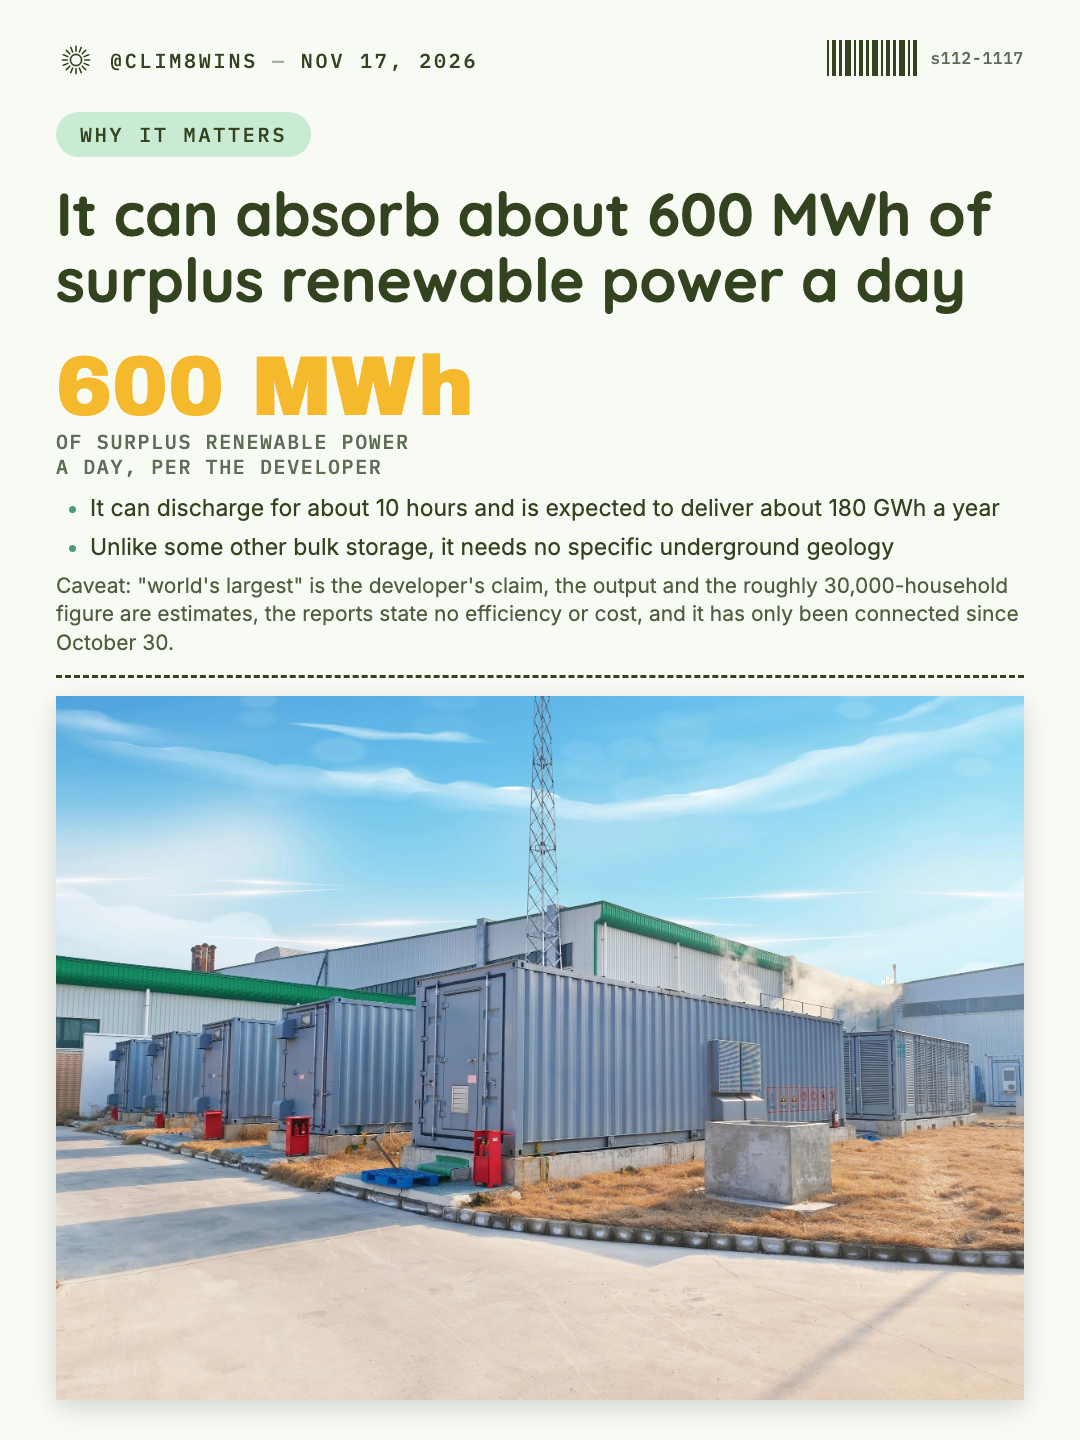 @CLIM8WINS — NOV 17, 2026
s112-1117
WHY IT MATTERS
It can absorb about 600 MWh of
surplus renewable power a day
600 MWh
OF SURPLUS RENEWABLE POWER
A DAY, PER THE DEVELOPER
• It can discharge for about 10 hours and is expected to deliver about 180 GWh a year
• Unlike some other bulk storage, it needs no specific underground geology
Caveat: "world's largest" is the developer's claim, the output and the roughly 30,000-household
figure are estimates, the reports state no efficiency or cost, and it has only been connected since
October 30.